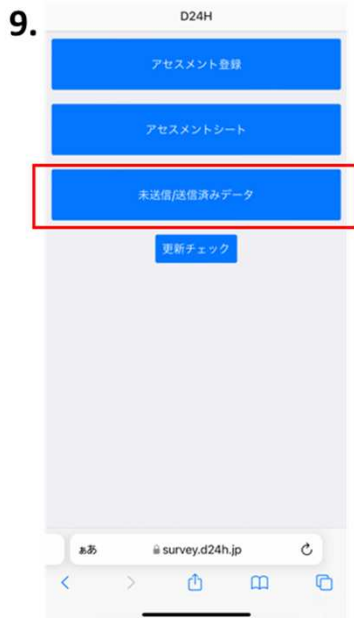 9.
D24H
アセスメント登録
アセスメントシート
未送信/送信済みデータ
更新チェック
ぁあ survey.d24h.jp